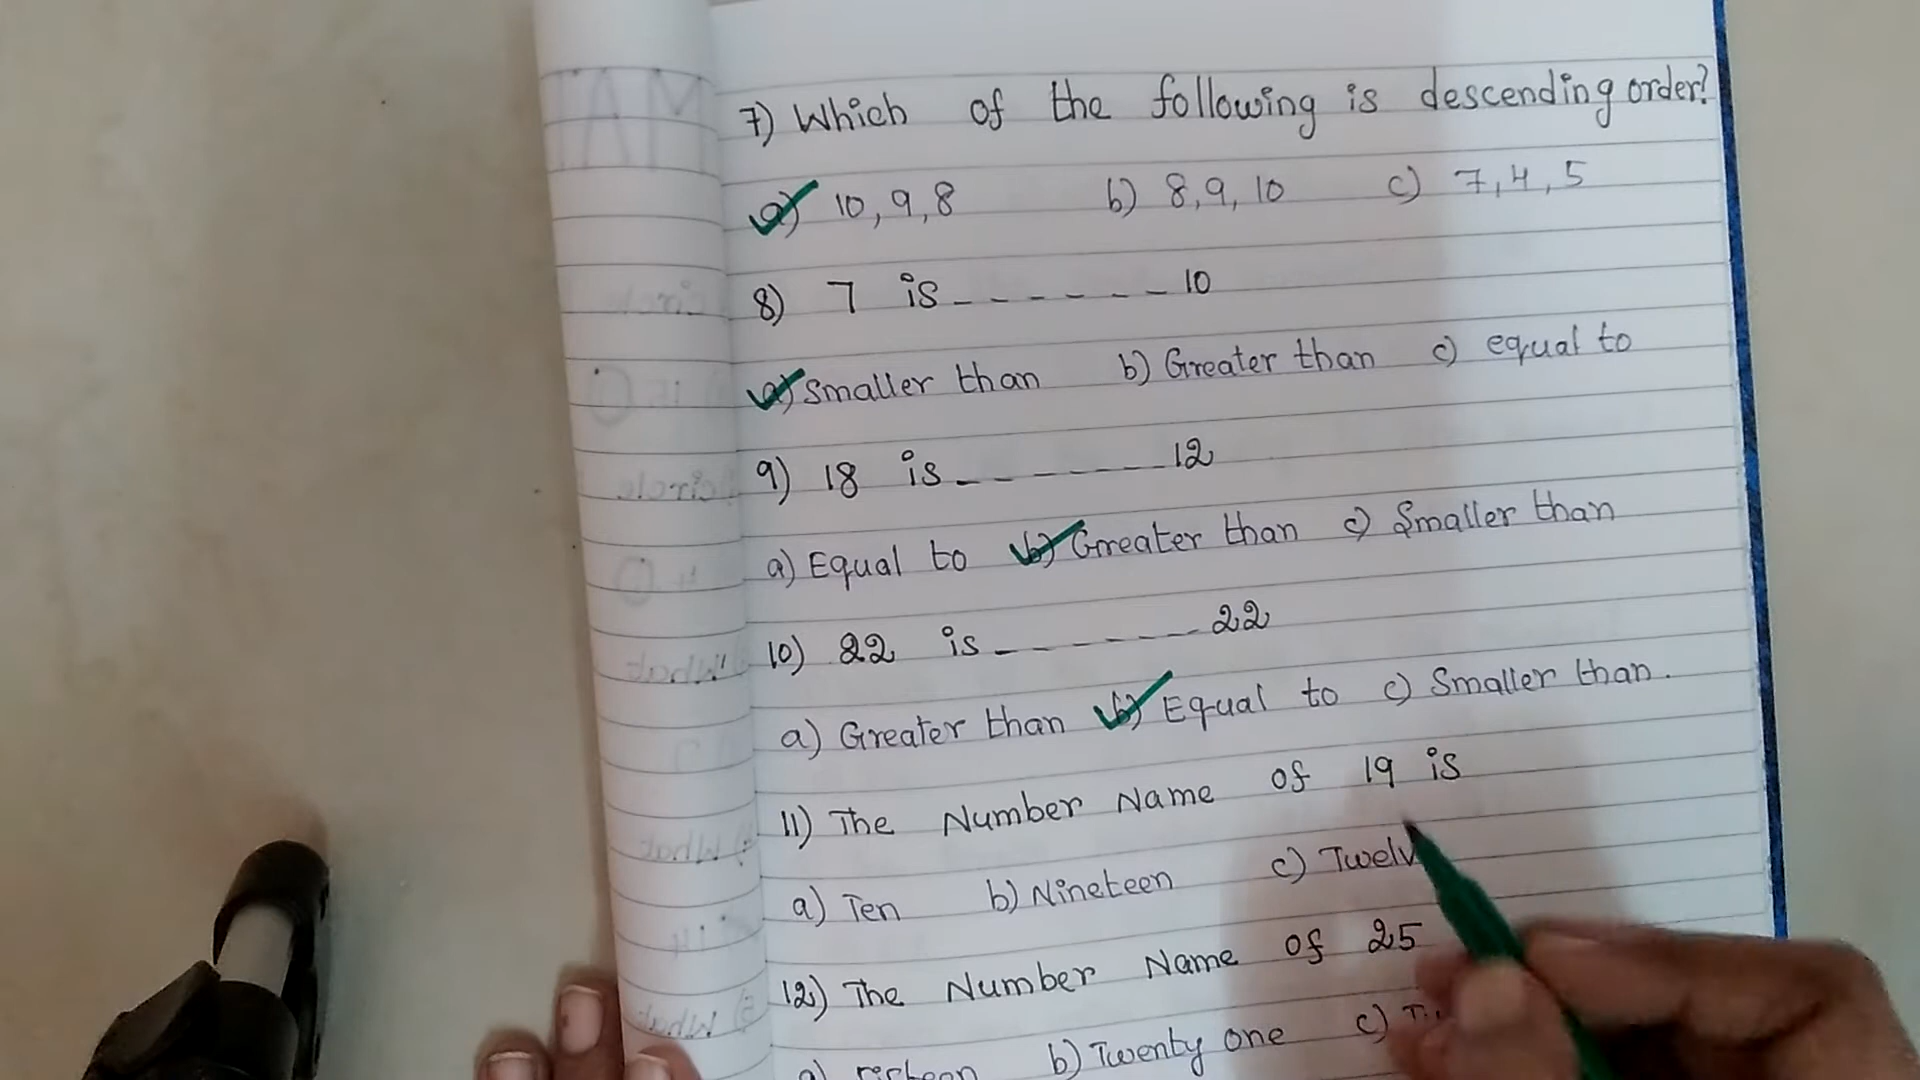 7) Which of the following is descending order?
a) 10, 9, 8 b) 8, 9, 10 c) 7, 4, 5
8) 7 is ------ 10
a) Smaller than b) Greater than c) equal to
9) 18 is ------ 12
a) Equal to b) Greater than c) Smaller than
10) 22 is ------ 22
a) Greater than b) Equal to c) Smaller than.
11) The Number Name of 19 is
a) Ten b) Nineteen c) Twelv
12) The Number Name of 25
a) b) Twenty one c)